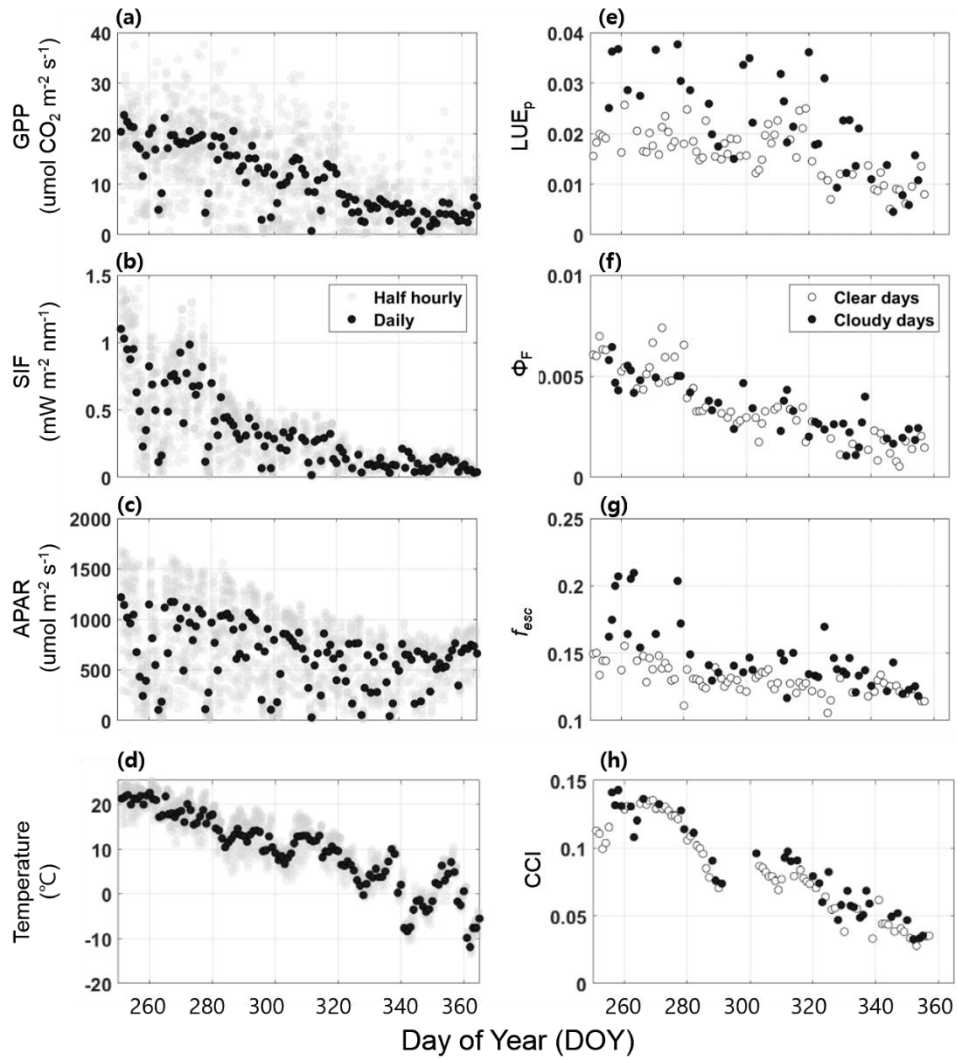 (a)
GPP
(umol CO₂ m⁻² s⁻¹)
40
30
20
10
0
(b)
SIF
(mW m⁻² nm⁻¹)
1.5
1
0.5
0
Half hourly
Daily
(c)
APAR
(umol m⁻² s⁻¹)
2000
1500
1000
500
0
(d)
Temperature
(℃)
20
10
0
-10
-20
260 280 300 320 340 360
(e)
LUEₚ
0.04
0.03
0.02
0.01
0
(f)
Φ_F
0.01
0.005
0
Clear days
Cloudy days
(g)
f_esc
0.25
0.2
0.15
0.1
(h)
CCI
0.15
0.1
0.05
0
260 280 300 320 340 360
Day of Year (DOY)